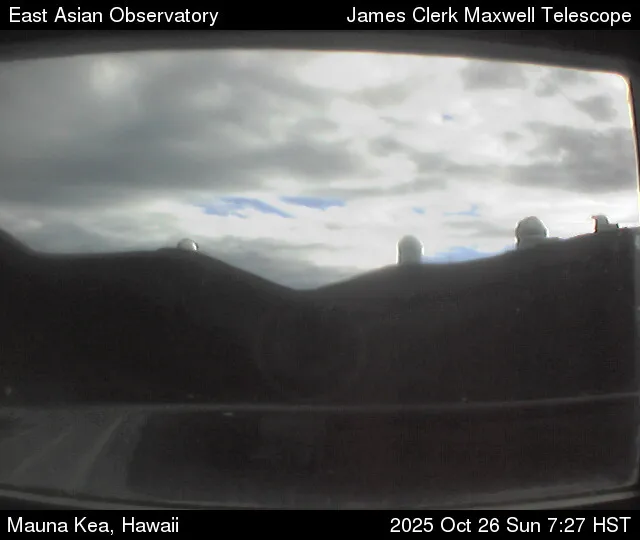 East Asian Observatory
James Clerk Maxwell Telescope
Mauna Kea, Hawaii
2025 Oct 26 Sun 7:27 HST